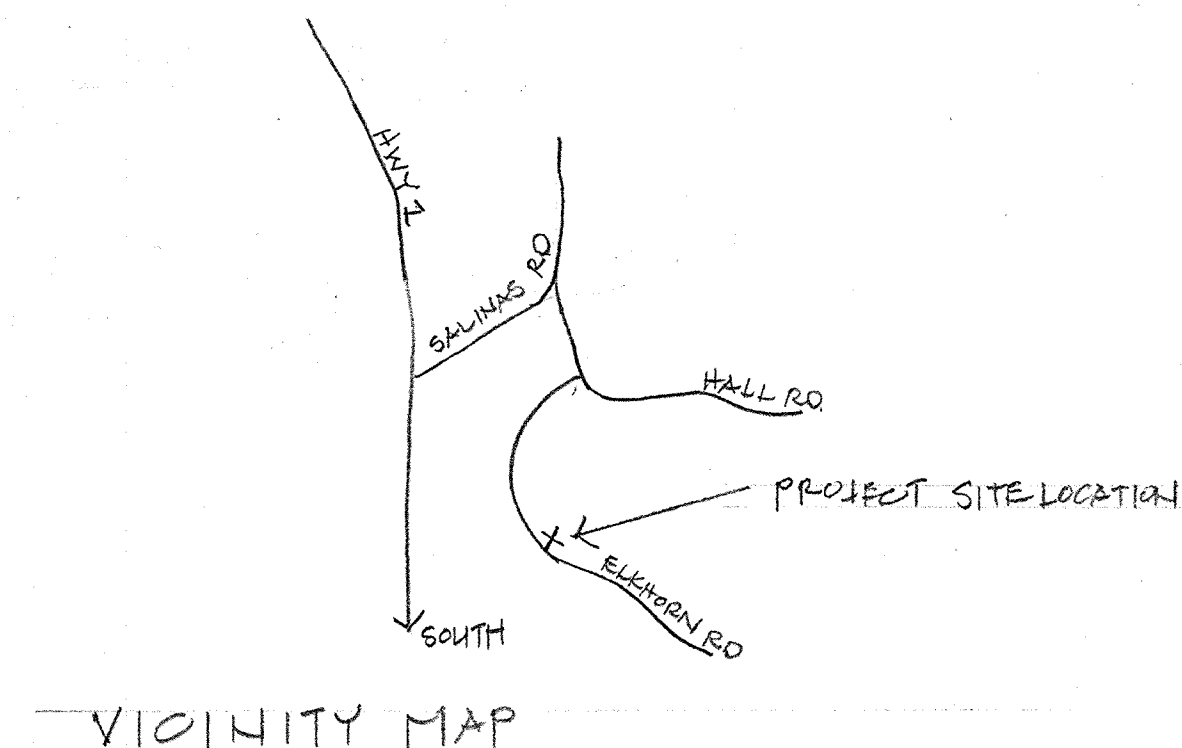 HWY 1
SALINAS RD
HALL RD.
PROJECT SITE LOCATION
ELKHORN RD
SOUTH
VICINITY MAP